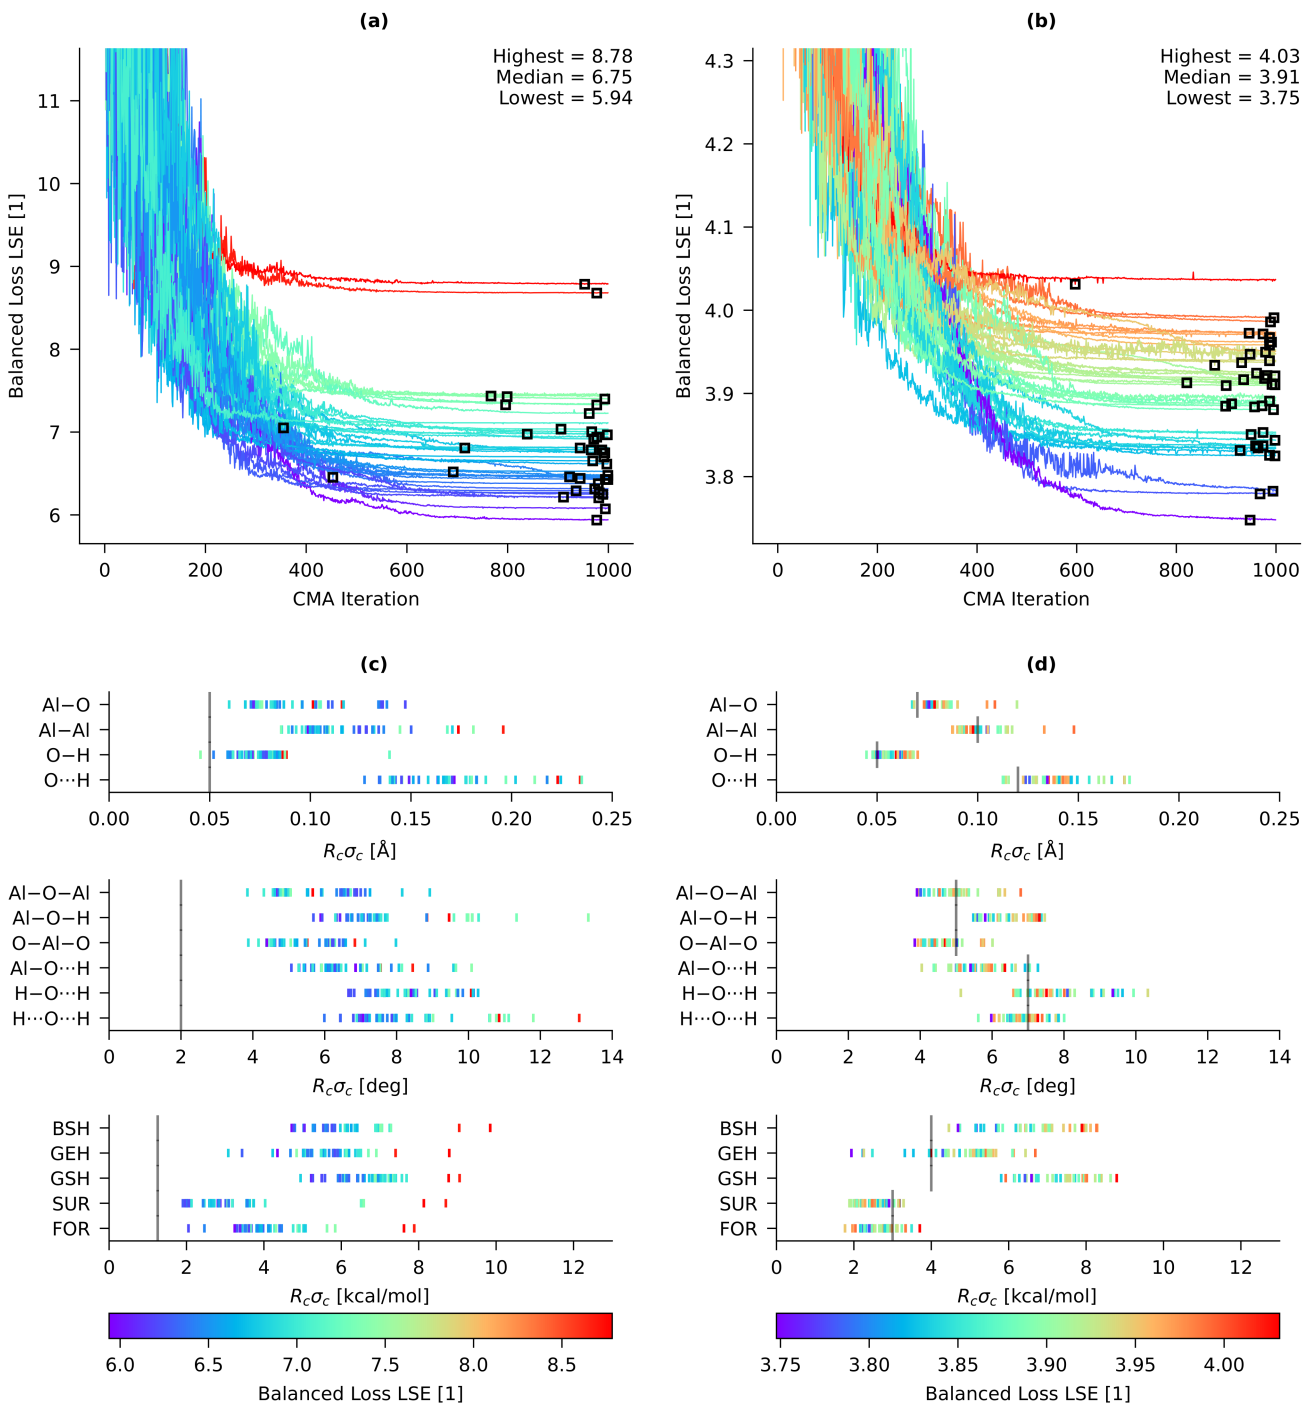 (a)
Highest = 8.78
Median = 6.75
Lowest = 5.94
Balanced Loss LSE [1]
11
10
9
8
7
6
0 200 400 600 800 1000
CMA Iteration
(b)
Highest = 4.03
Median = 3.91
Lowest = 3.75
Balanced Loss LSE [1]
4.3
4.2
4.1
4.0
3.9
3.8
0 200 400 600 800 1000
CMA Iteration
(c)
Al−O
Al−Al
O−H
O···H
0.00 0.05 0.10 0.15 0.20 0.25
R_cσ_c [Å]
Al−O−Al
Al−O−H
O−Al−O
Al−O···H
H−O···H
H···O···H
0 2 4 6 8 10 12 14
R_cσ_c [deg]
BSH
GEH
GSH
SUR
FOR
0 2 4 6 8 10 12
R_cσ_c [kcal/mol]
6.0 6.5 7.0 7.5 8.0 8.5
Balanced Loss LSE [1]
(d)
Al−O
Al−Al
O−H
O···H
0.00 0.05 0.10 0.15 0.20 0.25
R_cσ_c [Å]
Al−O−Al
Al−O−H
O−Al−O
Al−O···H
H−O···H
H···O···H
0 2 4 6 8 10 12 14
R_cσ_c [deg]
BSH
GEH
GSH
SUR
FOR
0 2 4 6 8 10 12
R_cσ_c [kcal/mol]
3.75 3.80 3.85 3.90 3.95 4.00
Balanced Loss LSE [1]